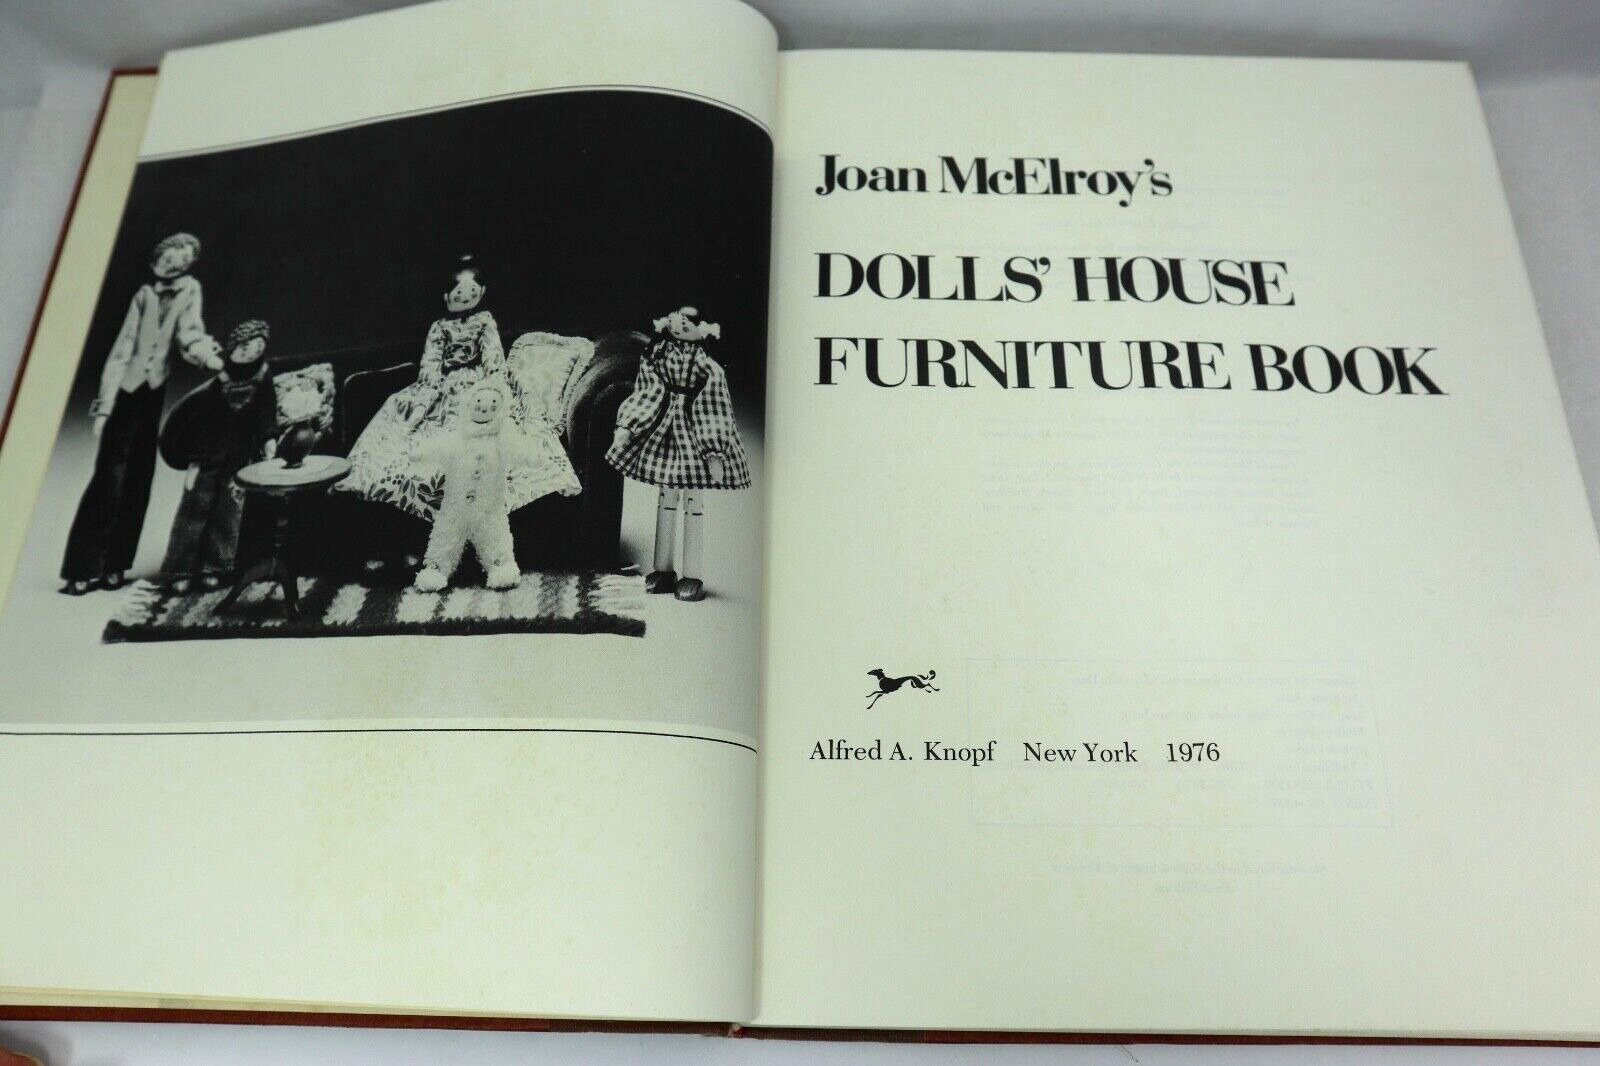 Joan McElroy's
DOLLS' HOUSE
FURNITURE BOOK
Alfred A. Knopf New York 1976